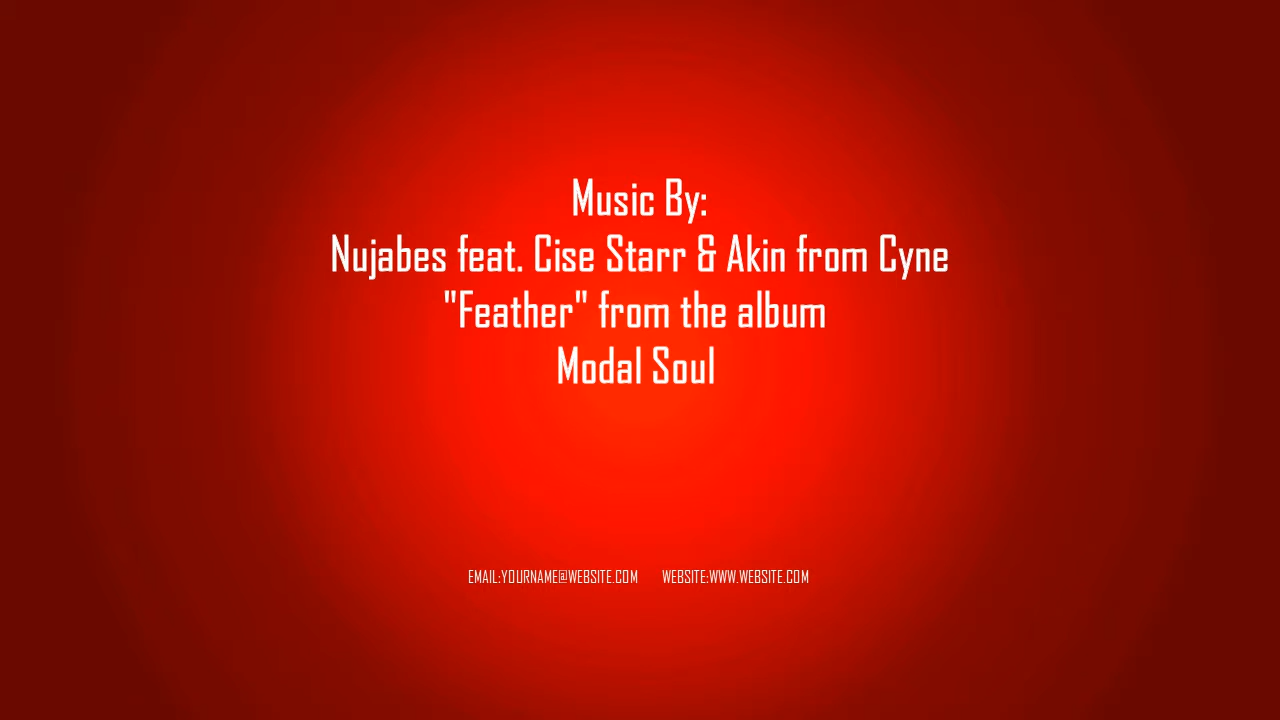 Music By:
Nujabes feat. Cise Starr & Akin from Cyne
"Feather" from the album
Modal Soul
EMAIL:YOURNAME@WEBSITE.COM WEBSITE:WWW.WEBSITE.COM